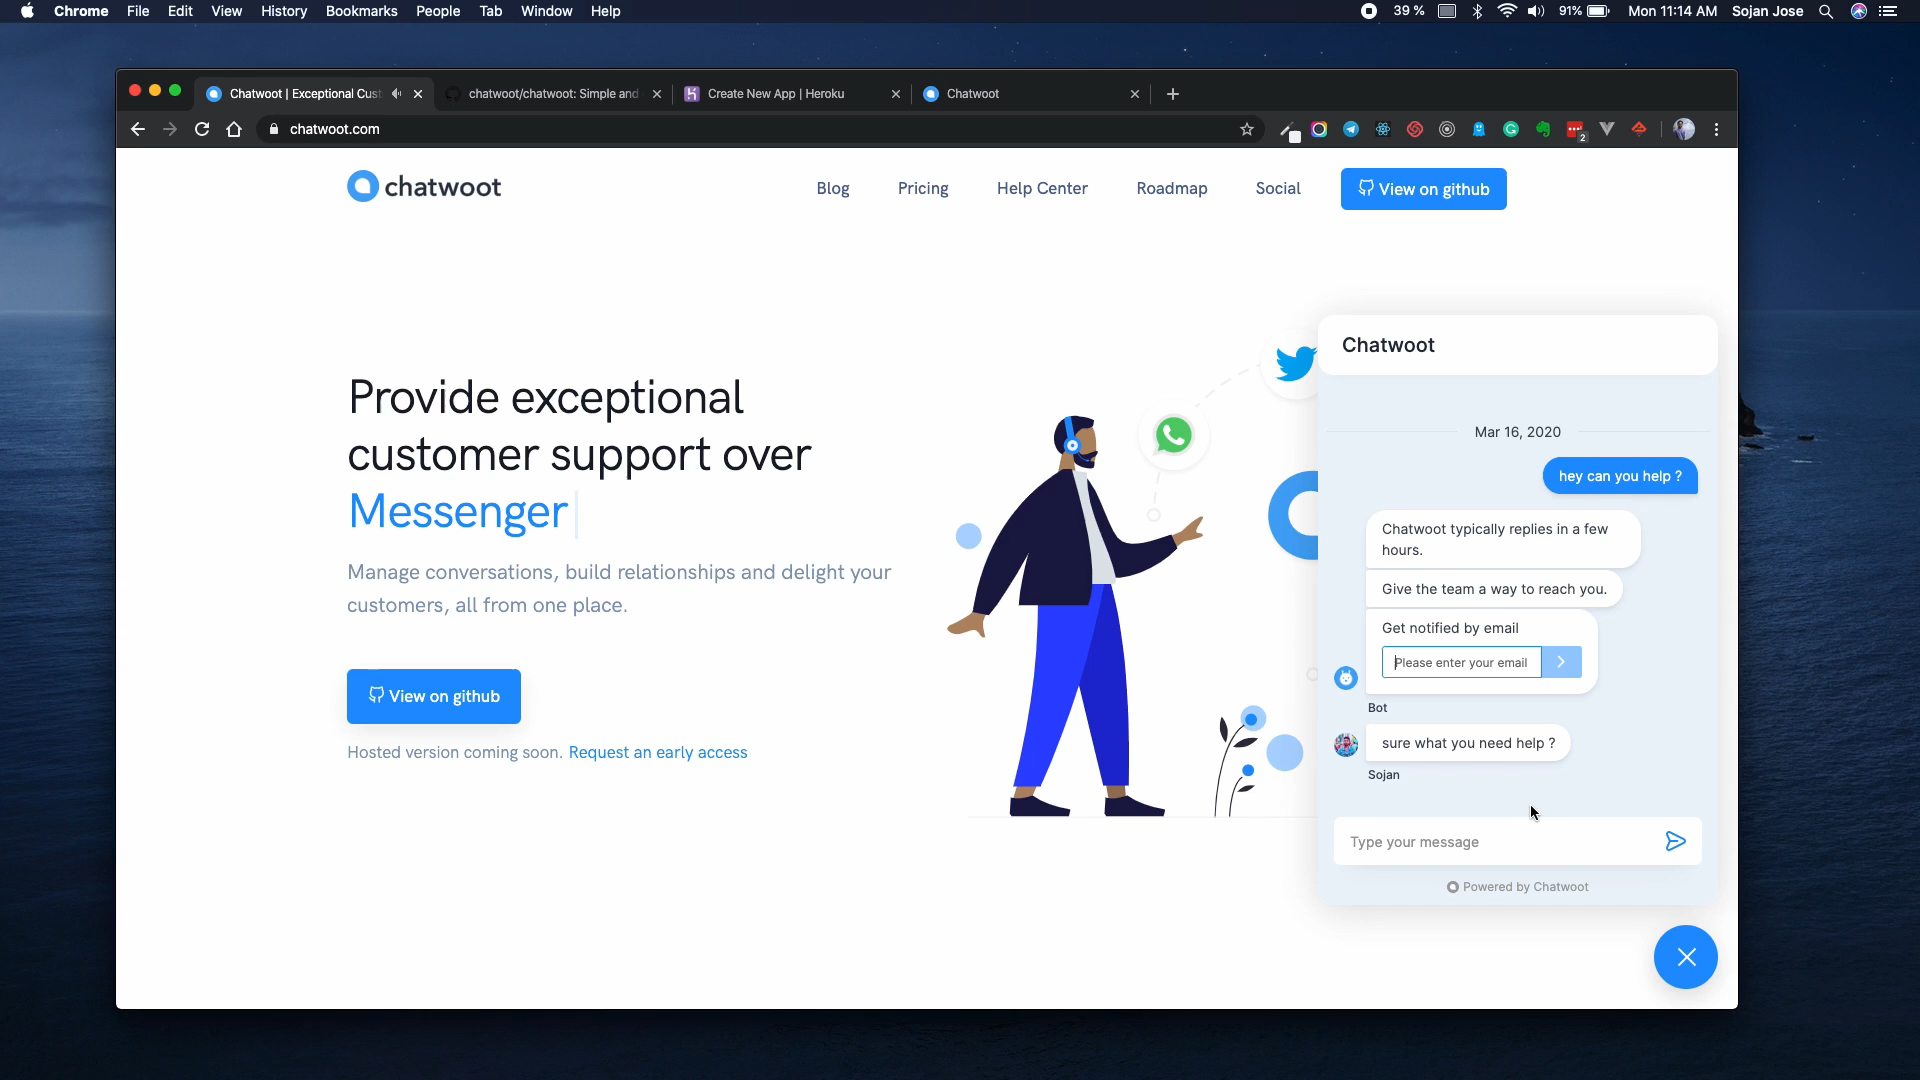 Chrome File Edit View History Bookmarks People Tab Window Help 39 % 91% Mon 11:14 AM Sojan Jose
Chatwoot | Exceptional Cust chatwoot/chatwoot: Simple and Create New App | Heroku Chatwoot
chatwoot.com 2
chatwoot Blog Pricing Help Center Roadmap Social View on github
Provide exceptional
customer support over
Messenger
Manage conversations, build relationships and delight your
customers, all from one place.
View on github
Hosted version coming soon. Request an early access
Chatwoot
Mar 16, 2020
hey can you help ?
Chatwoot typically replies in a few
hours.
Give the team a way to reach you.
Get notified by email
Please enter your email
Bot
sure what you need help ?
Sojan
Type your message
Powered by Chatwoot